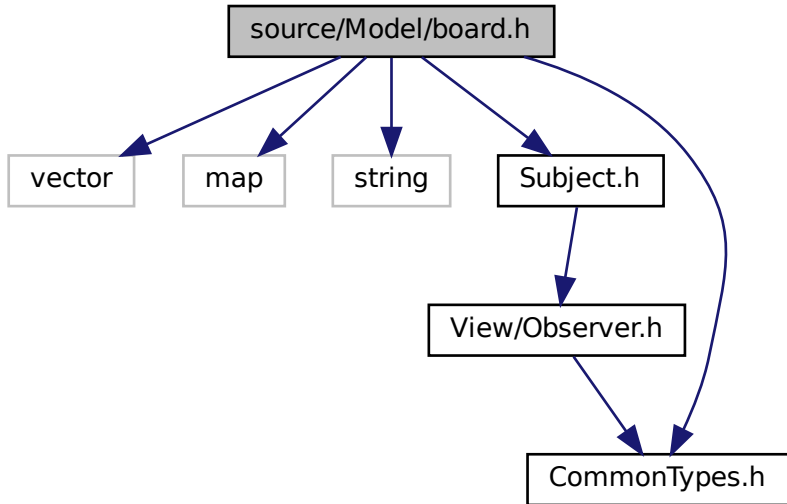 source/Model/board.h
vector
map
string
Subject.h
View/Observer.h
CommonTypes.h